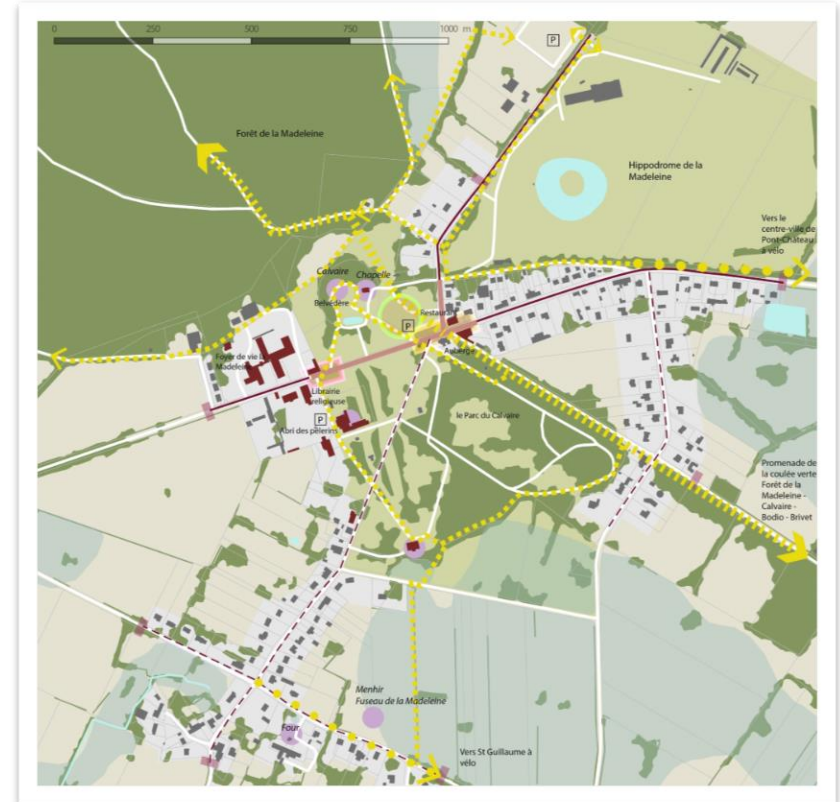 0 250 500 750 1000 m
P
Forêt de la Madeleine
Hippodrome de la
Madeleine
Vers le
centre-ville de
Pont-Château
à vélo
Calvaire
Chapelle
Belvédère
Restaurant
P
Auberge
Foyer de vie la
Madeleine
Librairie
religieuse
P
Abri des pèlerins
le Parc du Calvaire
Promenade de
la coulée verte
Forêt de la
Madeleine -
Calvaire -
Bodio - Brivet
Menhir
Fuseau de la Madeleine
Four
Vers St Guillaume à
vélo